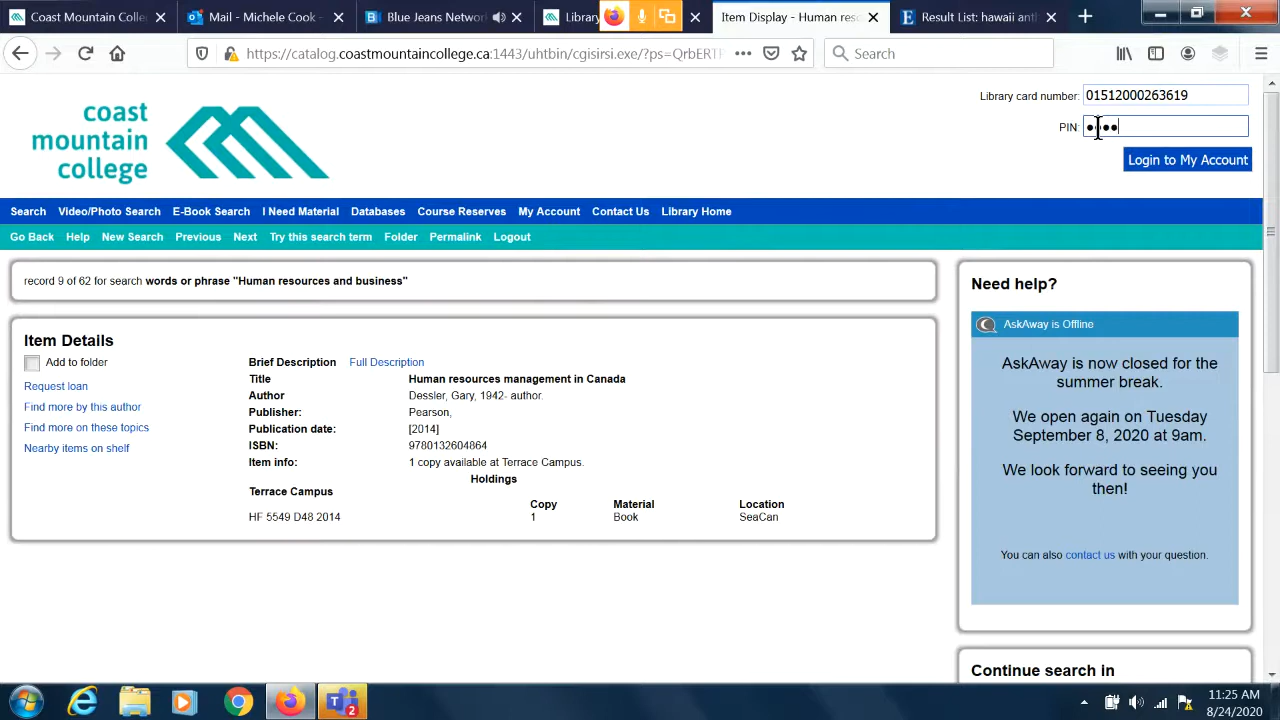 Coast Mountain Colle
Mail - Michele Cook -
Blue Jeans Network
Library
Item Display - Human reso
Result List: hawaii anth
https://catalog.coastmountaincollege.ca:1443/uhtbin/cgisirsi.exe/?ps=QrbERTP
Search
coast
mountain
college
Library card number: 01512000263619
PIN: ••••
Login to My Account
Search Video/Photo Search E-Book Search I Need Material Databases Course Reserves My Account Contact Us Library Home
Go Back Help New Search Previous Next Try this search term Folder Permalink Logout
record 9 of 62 for search words or phrase "Human resources and business"
Item Details
Add to folder
Request loan
Find more by this author
Find more on these topics
Nearby items on shelf
Brief Description Full Description
Title Human resources management in Canada
Author Dessler, Gary, 1942- author.
Publisher: Pearson,
Publication date: [2014]
ISBN: 9780132604864
Item info: 1 copy available at Terrace Campus.
Holdings
Terrace Campus
Copy Material Location
HF 5549 D48 2014 1 Book SeaCan
Need help?
AskAway is Offline
AskAway is now closed for the
summer break.
We open again on Tuesday
September 8, 2020 at 9am.
We look forward to seeing you
then!
You can also contact us with your question.
Continue search in
2
11:25 AM
8/24/2020